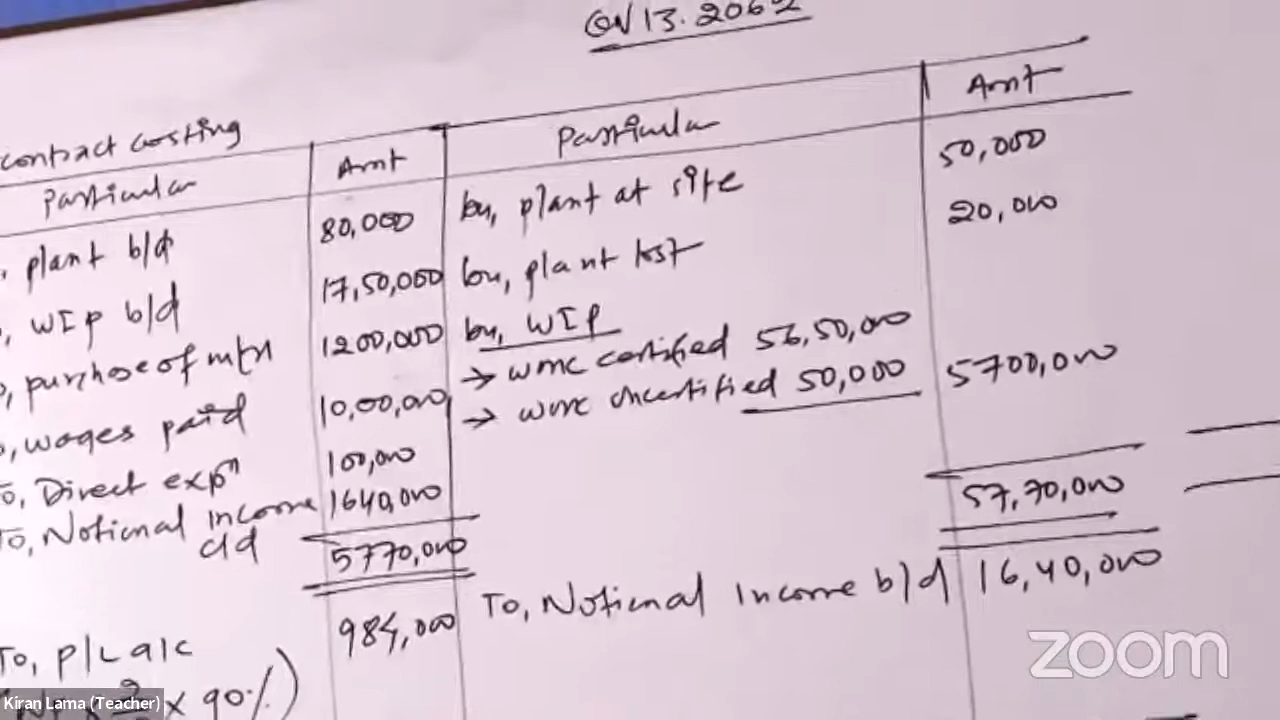 QN 13. 2062
contract costing
Particular Amt Particular Amt
plant b/d 80,000 by, plant at site 50,000
WIP b/d 17,50,000 by, plant lost 20,000
purchase of mtrl 1200,000 by, WIP
wages paid 10,00,000 → work certified 56,50,000
→ work uncertified 50,000 5700,000
To, Direct expn 100,000
To, Notional Income c/d 1640,000
5770,000 57,70,000
To, Notional Income b/d 16,40,000
To, P/L a/c 984,000
x 90%)
Kiran Lama (Teacher)
zoom